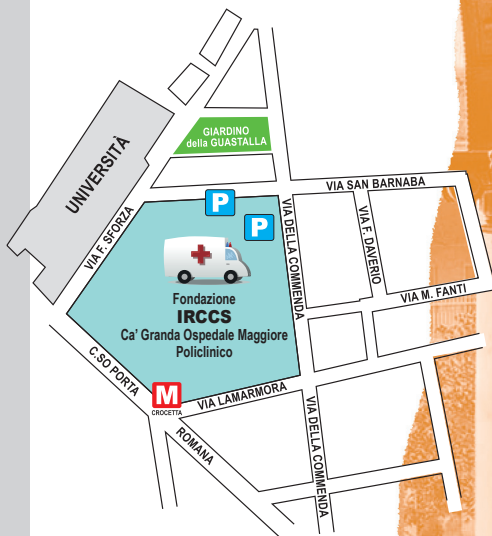 GIARDINO
della GUASTALLA
UNIVERSITÀ
VIA SAN BARNABA
P
P
VIA F. SFORZA
VIA DELLA COMMENDA
VIA F. DAVERIO
VIA M. FANTI
Fondazione
IRCCS
Ca' Granda Ospedale Maggiore
Policlinico
C.SO PORTA
M
CROCETTA
VIA LAMARMORA
ROMANA
VIA DELLA COMMENDA